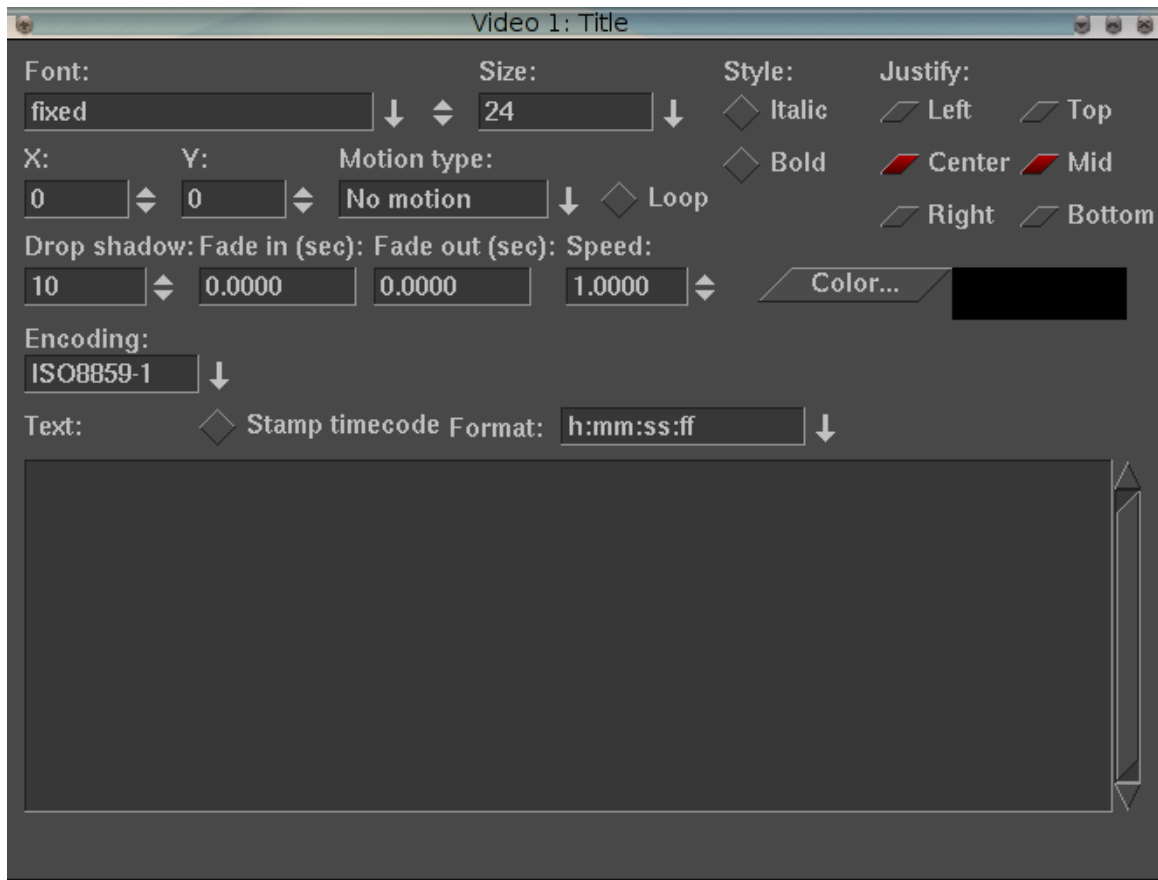 Video 1: Title
Font: Size: Style: Justify:
fixed 24 Italic Left Top
X: Y: Motion type: Bold Center Mid
0 0 No motion Loop
Right Bottom
Drop shadow: Fade in (sec): Fade out (sec): Speed:
10 0.0000 0.0000 1.0000 Color...
Encoding:
ISO8859-1
Text: Stamp timecode Format: h:mm:ss:ff